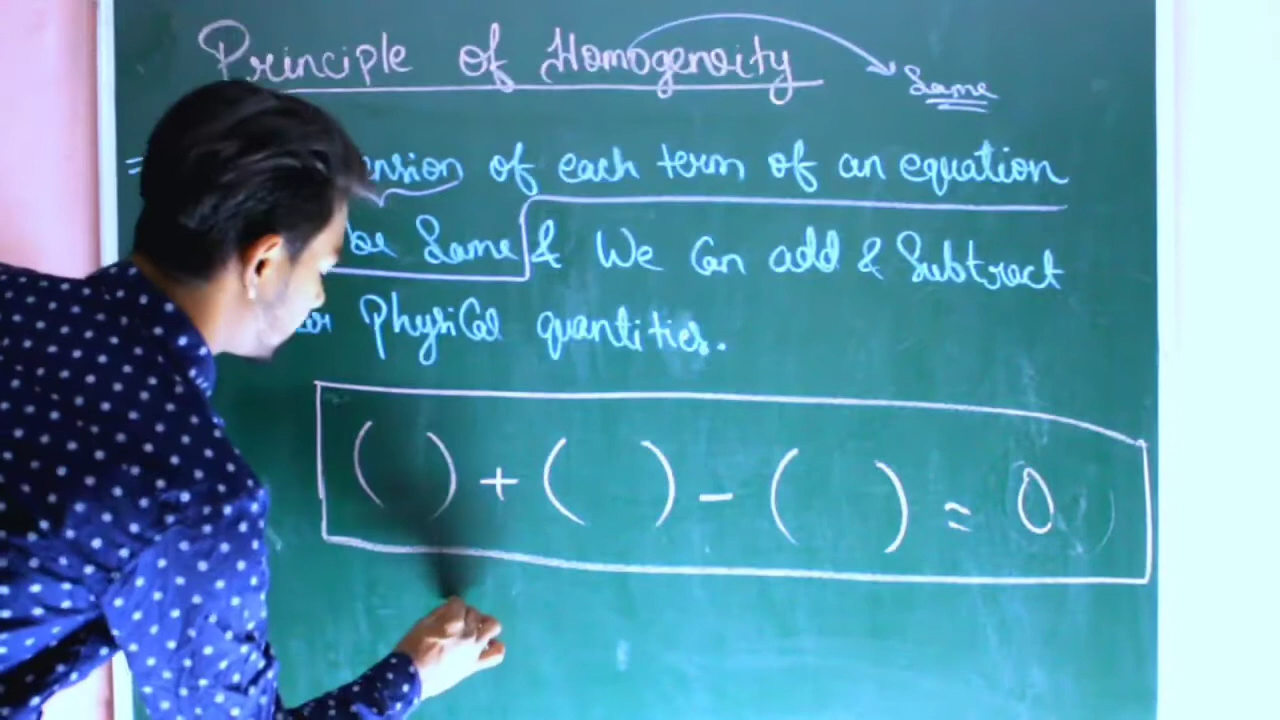 Principle of Homogenoity
Same
ension of each term of an equation
be Same & We Can add & Subtract
Physical quantities.
( ) + ( ) - ( ) = 0 )